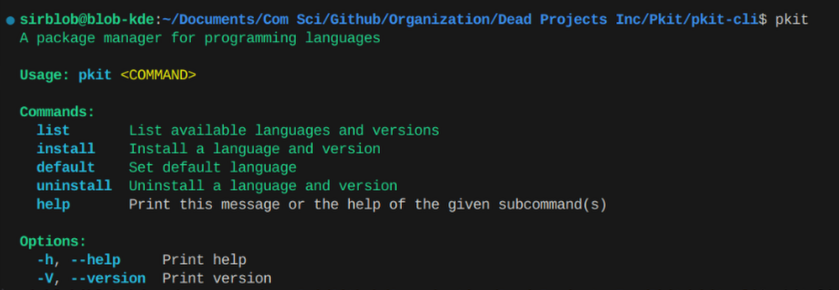 sirblob@blob-kde:~/Documents/Com Sci/Github/Organization/Dead Projects Inc/Pkit/pkit-cli$ pkit
A package manager for programming languages
Usage: pkit <COMMAND>
Commands:
list List available languages and versions
install Install a language and version
default Set default language
uninstall Uninstall a language and version
help Print this message or the help of the given subcommand(s)
Options:
-h, --help Print help
-V, --version Print version